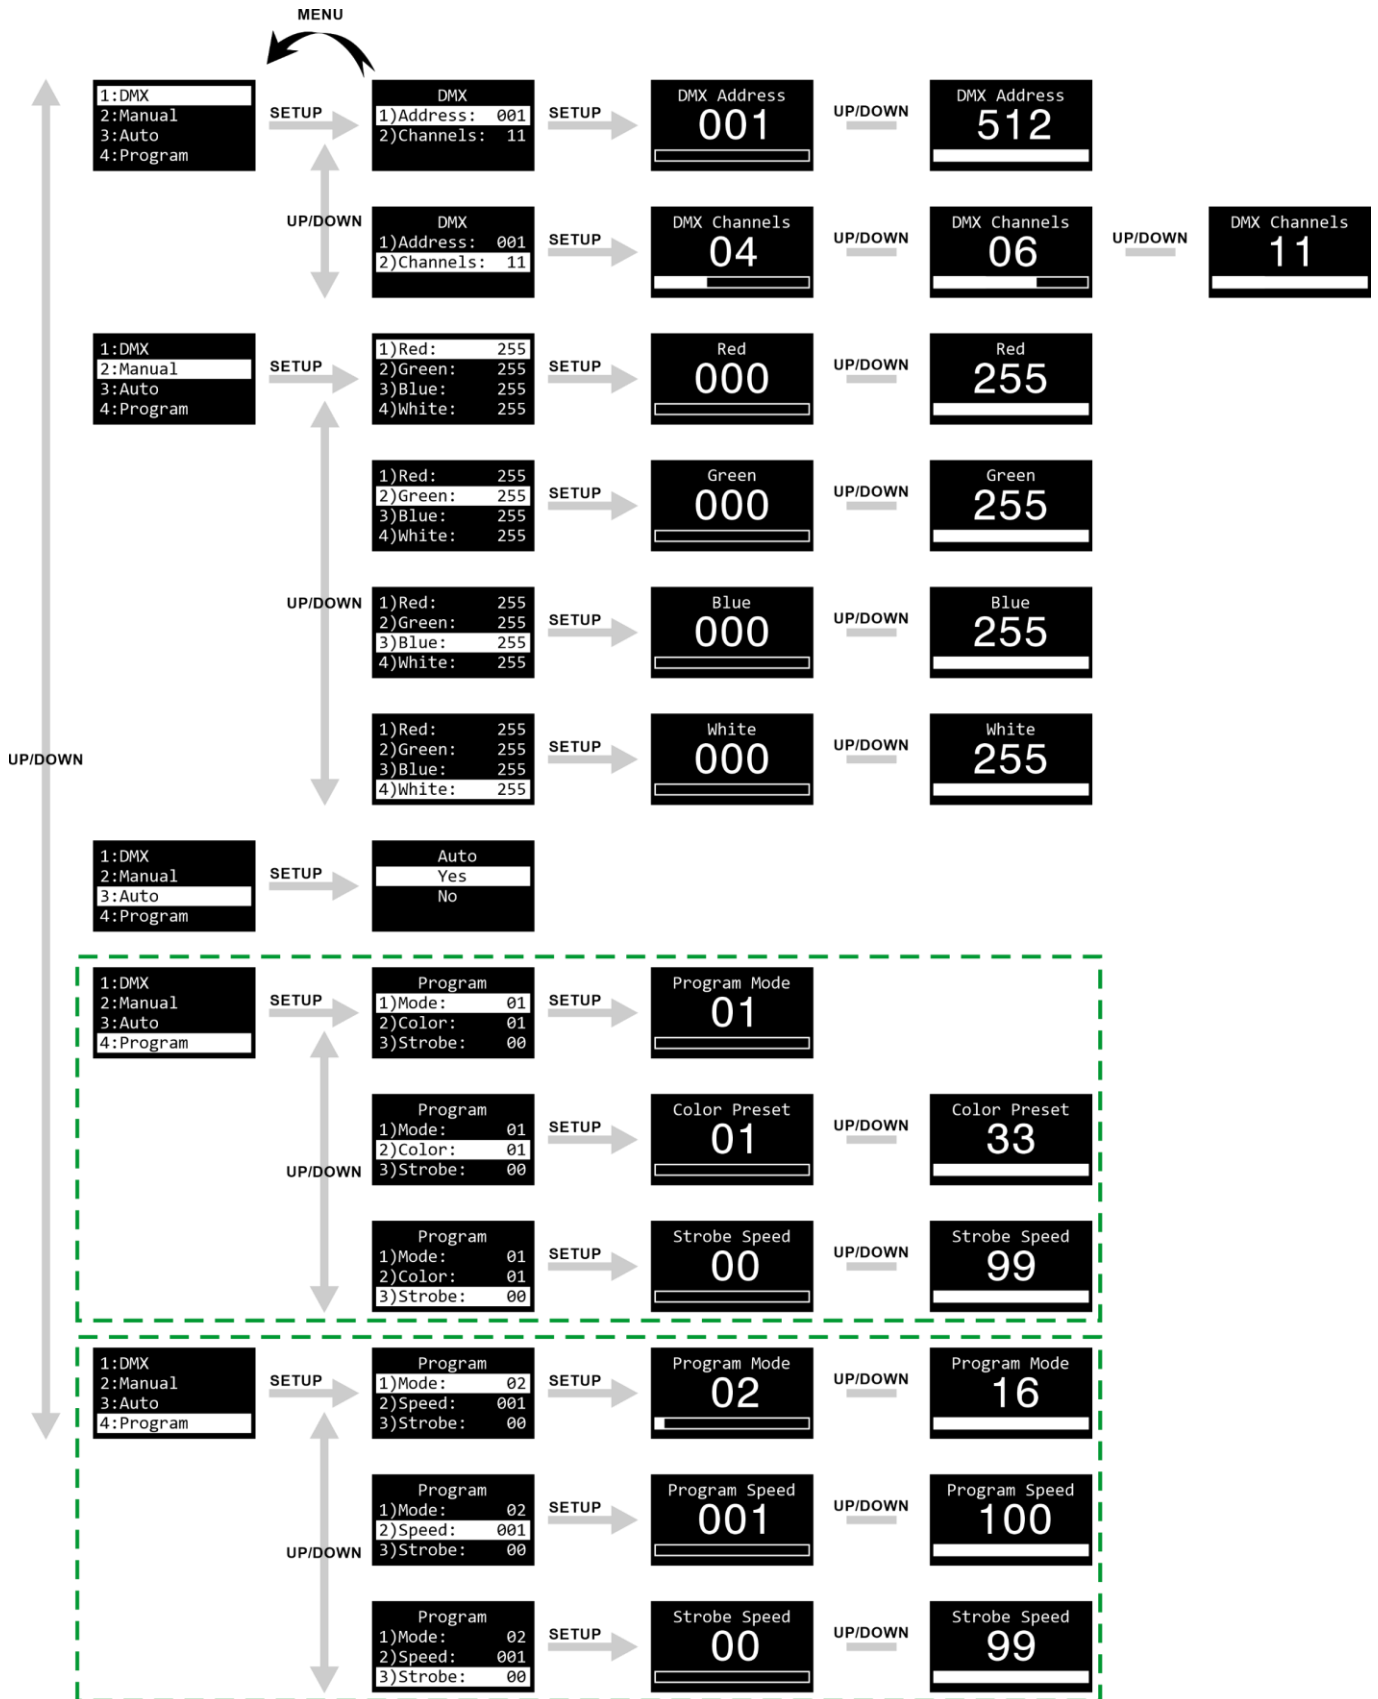 MENU
1:DMX
2:Manual
3:Auto
4:Program
SETUP
DMX
1)Address: 001
2)Channels: 11
SETUP
DMX Address
001
UP/DOWN
DMX Address
512
UP/DOWN
DMX
1)Address: 001
2)Channels: 11
SETUP
DMX Channels
04
UP/DOWN
DMX Channels
06
UP/DOWN
DMX Channels
11
1:DMX
2:Manual
3:Auto
4:Program
SETUP
1)Red: 255
2)Green: 255
3)Blue: 255
4)White: 255
SETUP
Red
000
UP/DOWN
Red
255
1)Red: 255
2)Green: 255
3)Blue: 255
4)White: 255
SETUP
Green
000
UP/DOWN
Green
255
UP/DOWN
1)Red: 255
2)Green: 255
3)Blue: 255
4)White: 255
SETUP
Blue
000
UP/DOWN
Blue
255
1)Red: 255
2)Green: 255
3)Blue: 255
4)White: 255
SETUP
White
000
UP/DOWN
White
255
UP/DOWN
1:DMX
2:Manual
3:Auto
4:Program
SETUP
Auto
Yes
No
1:DMX
2:Manual
3:Auto
4:Program
SETUP
Program
1)Mode: 01
2)Color: 01
3)Strobe: 00
SETUP
Program Mode
01
UP/DOWN
Program
1)Mode: 01
2)Color: 01
3)Strobe: 00
SETUP
Color Preset
01
UP/DOWN
Color Preset
33
Program
1)Mode: 01
2)Color: 01
3)Strobe: 00
SETUP
Strobe Speed
00
UP/DOWN
Strobe Speed
99
1:DMX
2:Manual
3:Auto
4:Program
SETUP
Program
1)Mode: 02
2)Speed: 001
3)Strobe: 00
SETUP
Program Mode
02
UP/DOWN
Program Mode
16
UP/DOWN
Program
1)Mode: 02
2)Speed: 001
3)Strobe: 00
SETUP
Program Speed
001
UP/DOWN
Program Speed
100
Program
1)Mode: 02
2)Speed: 001
3)Strobe: 00
SETUP
Strobe Speed
00
UP/DOWN
Strobe Speed
99